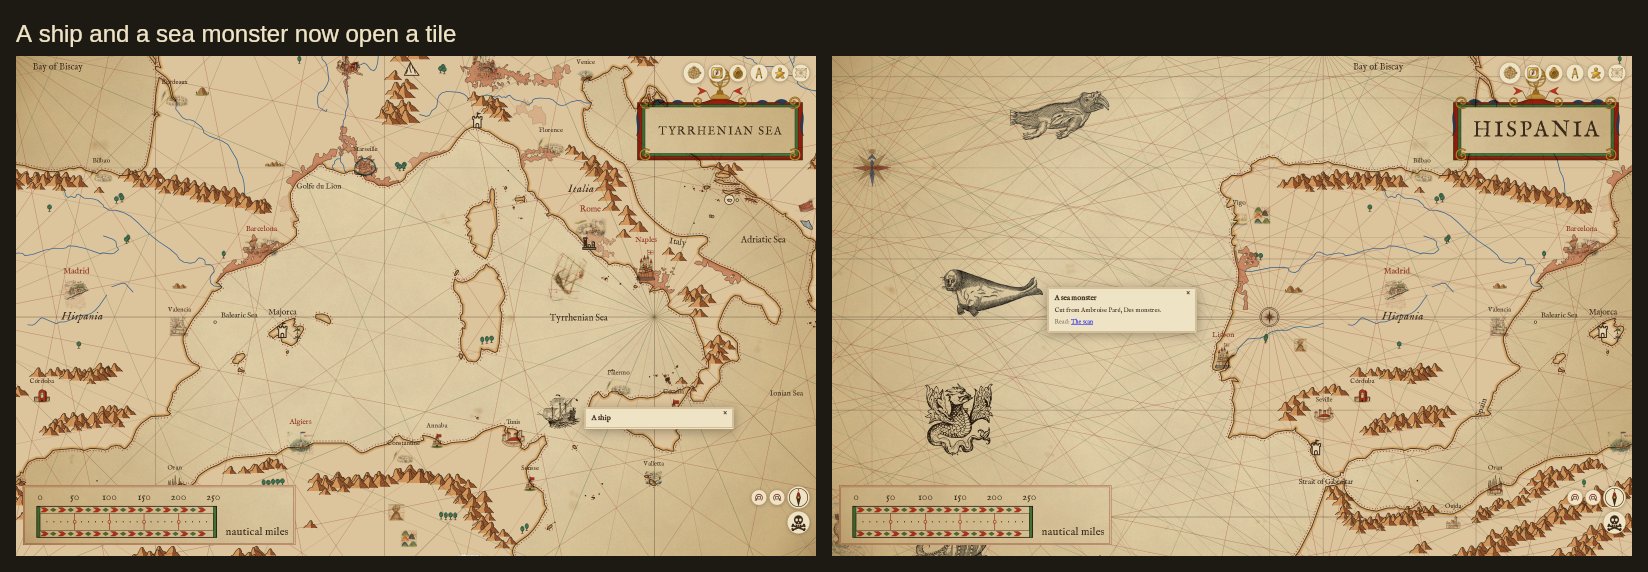 A ship and a sea monster now open a tile
Bay of Biscay
Venice
Bordeaux
TYRRHENIAN SEA
Florence
Marseille
Bilbao
Golfe du Lion
Italia
Rome
Barcelona
Naples
Italy
Adriatic Sea
Madrid
Valencia
Majorca
Hispania
Balearic Sea
Tyrrhenian Sea
Palermo
Cordoba
Ionian Sea
A ship
×
Algiers
Annaba
Tunis
Constantine
Oran
Sousse
Valletta
0 50 100 150 200 250
nautical miles
Bay of Biscay
HISPANIA
Bilbao
Vigo
Barcelona
Madrid
A sea monster
×
Cut from Ambroise Paré, Des monstres.
Read: The scan
Valencia
Majorca
Hispania
Balearic Sea
Lisbon
Cordoba
Seville
Spain
Strait of Gibraltar
Oran
Oujda
0 50 100 150 200 250
nautical miles